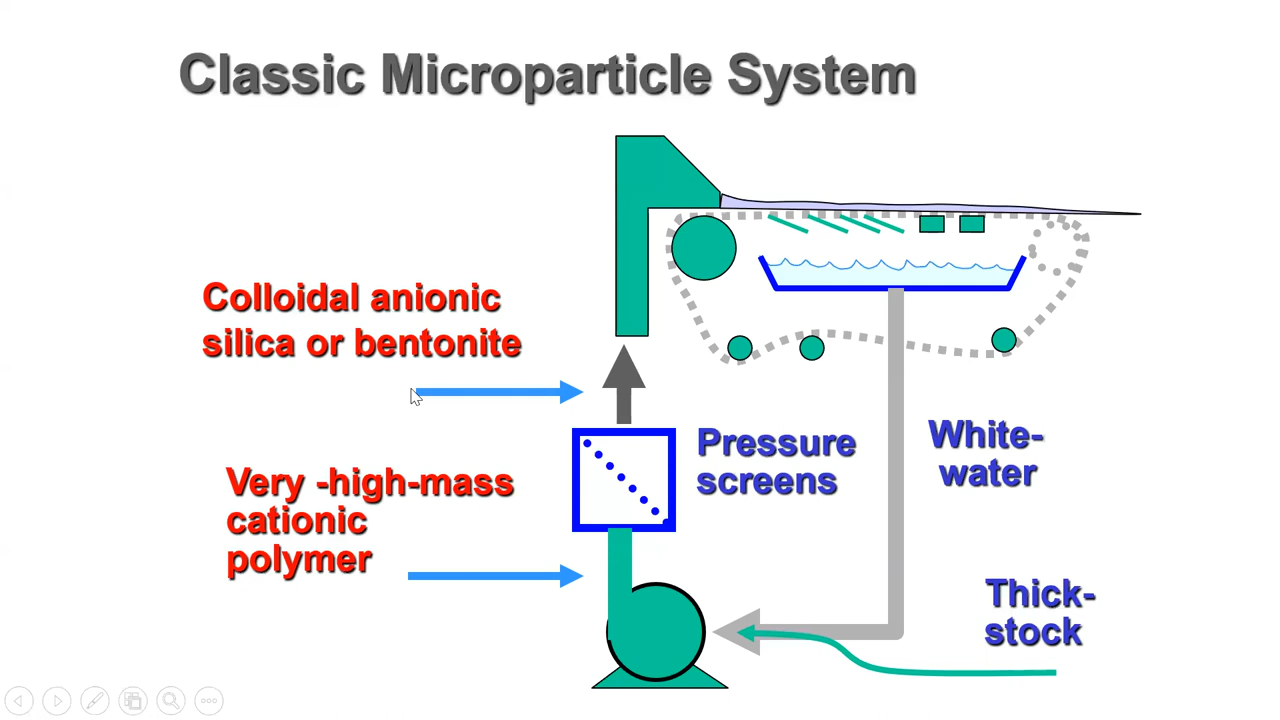 Classic Microparticle System
Colloidal anionic
silica or bentonite
Very -high-mass
cationic
polymer
Pressure
screens
White-
water
Thick-
stock